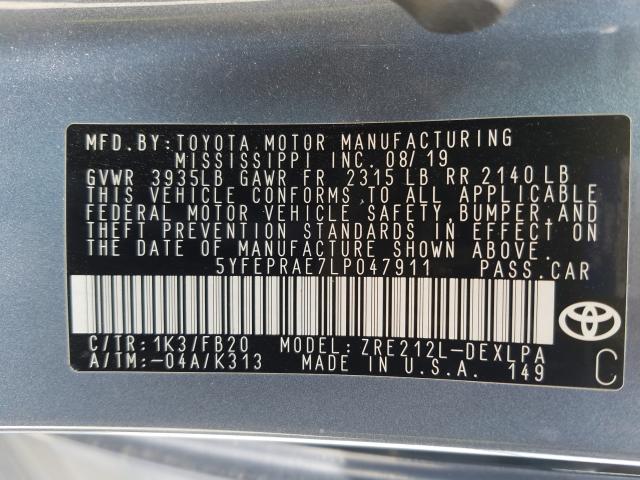 MFD.BY:TOYOTA MOTOR MANUFACTURING
MISSISSIPPI INC. 08/19
GVWR 3935LB GAWR FR 2315 LB RR 2140 LB
THIS VEHICLE CONFORMS TO ALL APPLICABLE
FEDERAL MOTOR VEHICLE SAFETY, BUMPER, AND
THEFT PREVENTION STANDARDS IN EFFECT ON
THE DATE OF MANUFACTURE SHOWN ABOVE.
5YFEPRAE7LP047911 PASS.CAR
C/TR: 1K3/FB20 MODEL: ZRE212L-DEXLPA
A/TM:-04A/K313 MADE IN U.S.A. 149
C